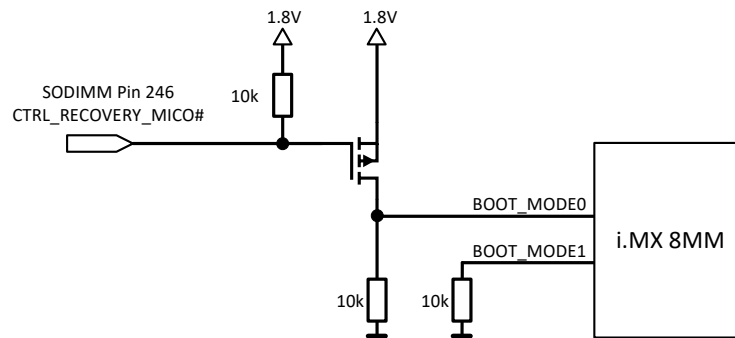 1.8V
1.8V
SODIMM Pin 246
CTRL_RECOVERY_MICO#
10k
BOOT_MODE0
BOOT_MODE1
i.MX 8MM
10k
10k